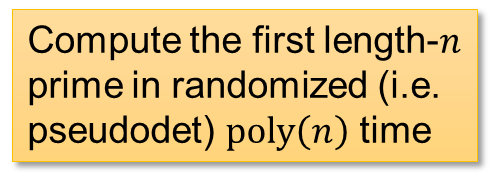 Compute the first length-n
prime in randomized (i.e.
pseudodet) poly(n) time